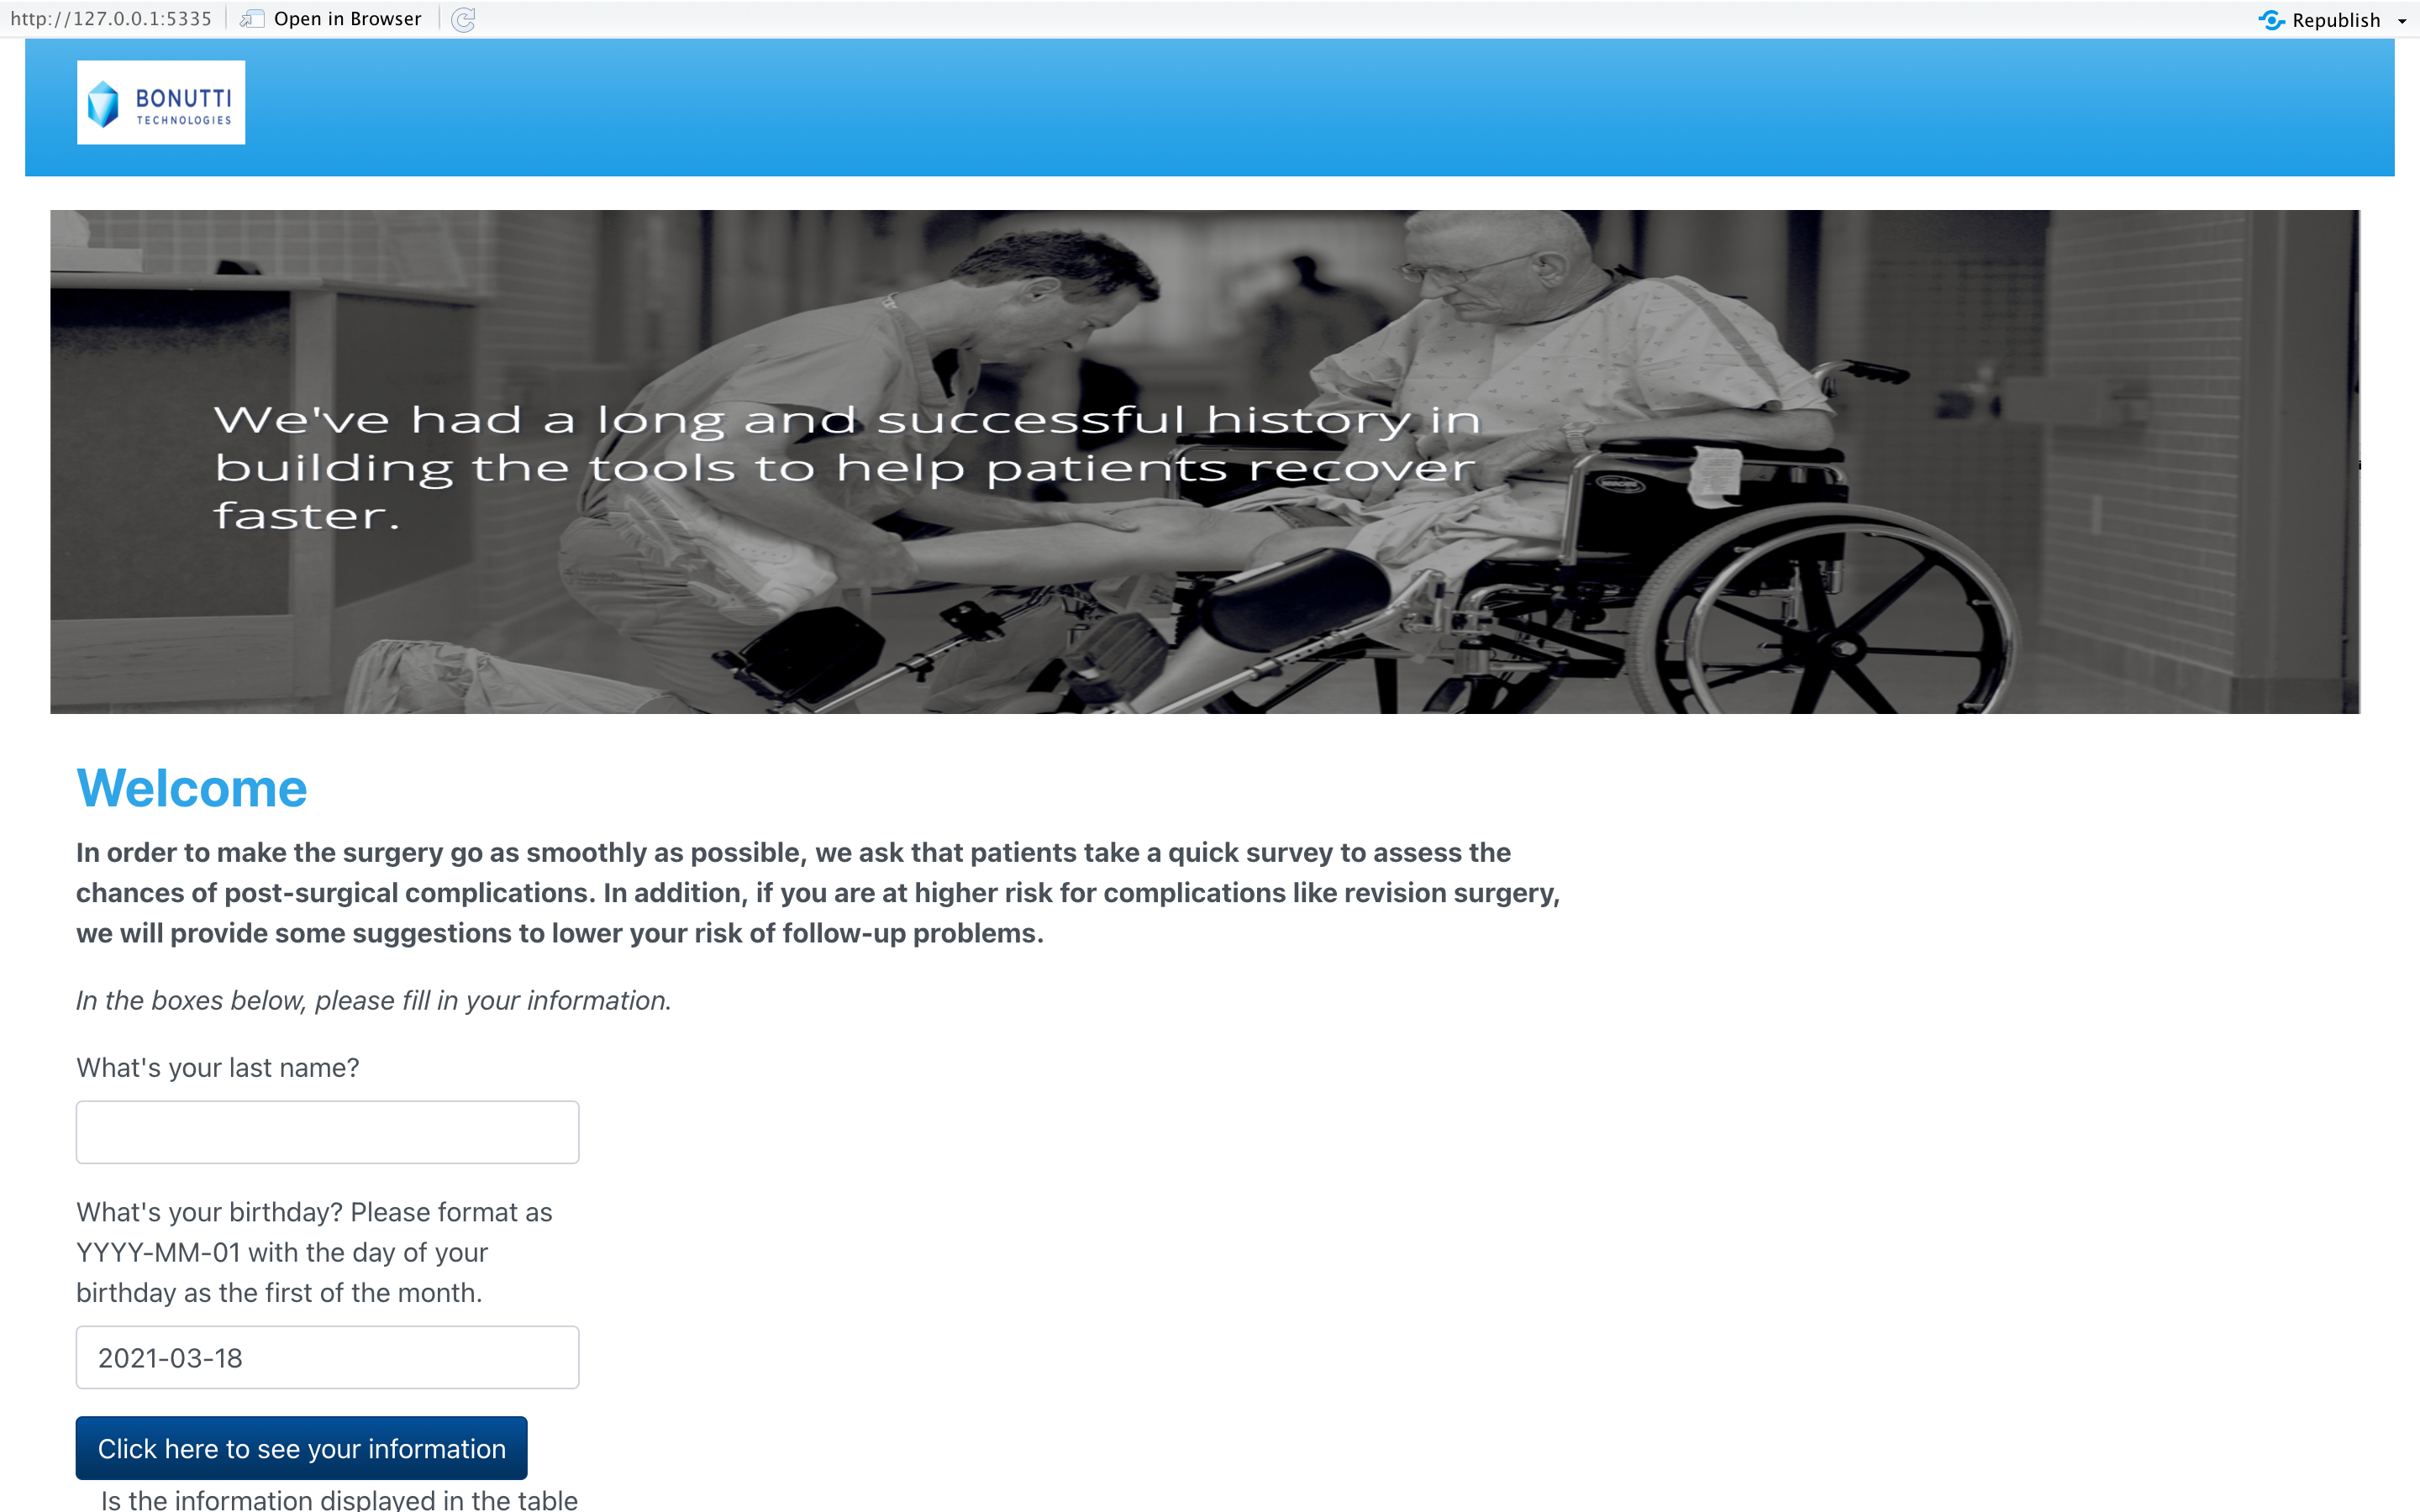 http://127.0.0.1:5335
Open in Browser
Republish
BONUTTI
TECHNOLOGIES
We've had a long and successful history in
building the tools to help patients recover
faster.
Welcome
In order to make the surgery go as smoothly as possible, we ask that patients take a quick survey to assess the
chances of post-surgical complications. In addition, if you are at higher risk for complications like revision surgery,
we will provide some suggestions to lower your risk of follow-up problems.
In the boxes below, please fill in your information.
What's your last name?
What's your birthday? Please format as
YYYY-MM-01 with the day of your
birthday as the first of the month.
2021-03-18
Click here to see your information
Is the information displayed in the table